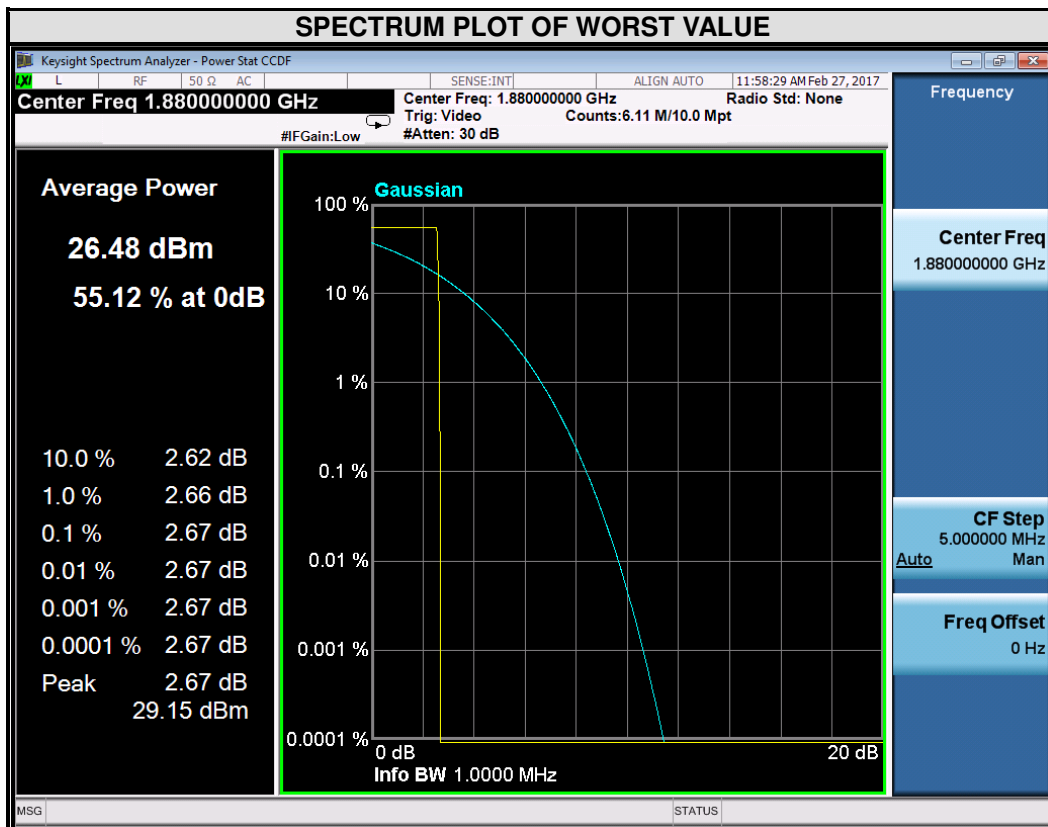 SPECTRUM PLOT OF WORST VALUE
Keysight Spectrum Analyzer - Power Stat CCDF
LXI L RF 50 Ω AC SENSE:INT ALIGN AUTO 11:58:29 AM Feb 27, 2017
Center Freq 1.880000000 GHz
Center Freq: 1.880000000 GHz Radio Std: None
Trig: Video Counts:6.11 M/10.0 Mpt
#IFGain:Low #Atten: 30 dB
Average Power
26.48 dBm
55.12 % at 0dB
10.0 % 2.62 dB
1.0 % 2.66 dB
0.1 % 2.67 dB
0.01 % 2.67 dB
0.001 % 2.67 dB
0.0001 % 2.67 dB
Peak 2.67 dB
29.15 dBm
Gaussian
100 %
10 %
1 %
0.1 %
0.01 %
0.001 %
0.0001 %
0 dB 20 dB
Info BW 1.0000 MHz
Frequency
Center Freq
1.880000000 GHz
CF Step
5.000000 MHz
Auto Man
Freq Offset
0 Hz
MSG STATUS